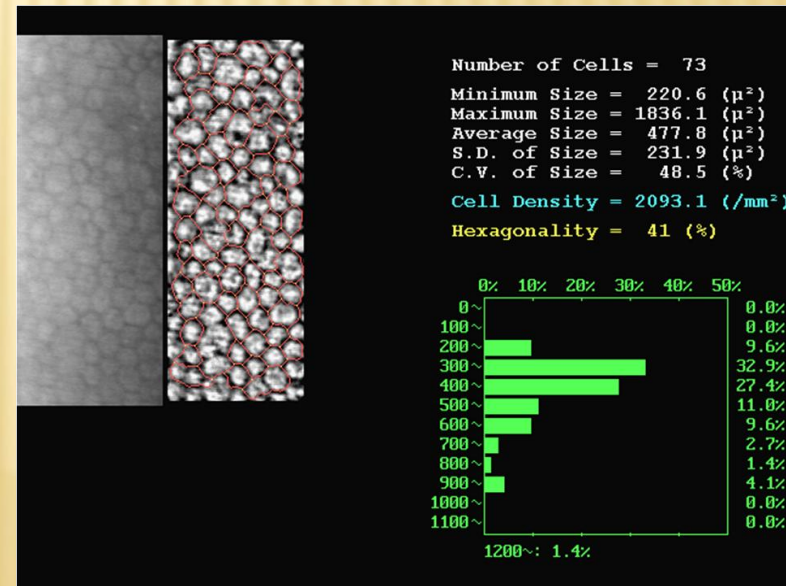 Number of Cells = 73
Minimum Size = 220.6 (µ²)
Maximum Size = 1836.1 (µ²)
Average Size = 477.8 (µ²)
S.D. of Size = 231.9 (µ²)
C.V. of Size = 48.5 (%)
Cell Density = 2093.1 (/mm²)
Hexagonality = 41 (%)
0% 10% 20% 30% 40% 50%
0~ 0.0%
100~ 0.0%
200~ 9.6%
300~ 32.9%
400~ 27.4%
500~ 11.0%
600~ 9.6%
700~ 2.7%
800~ 1.4%
900~ 4.1%
1000~ 0.0%
1100~ 0.0%
1200~: 1.4%